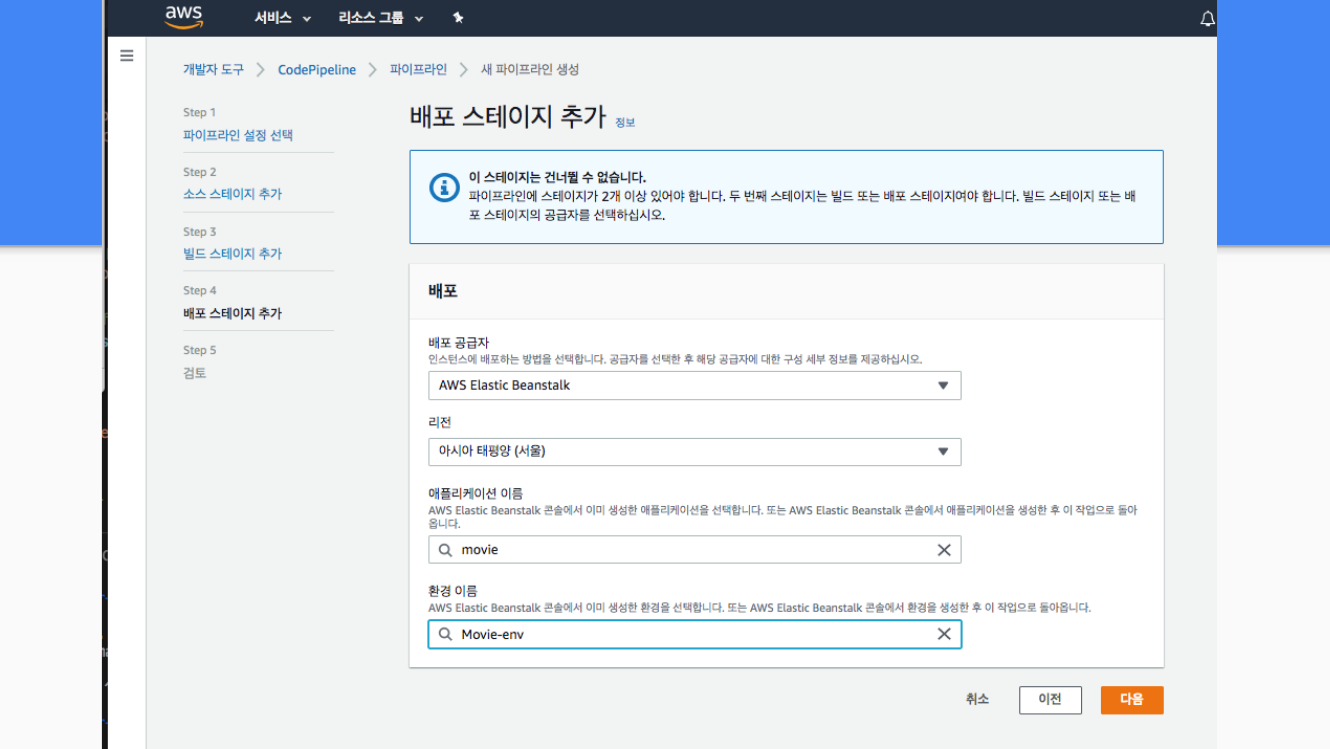 aws
서비스
리소스 그룹
개발자 도구
CodePipeline
파이프라인
새 파이프라인 생성
Step 1
파이프라인 설정 선택
Step 2
소스 스테이지 추가
Step 3
빌드 스테이지 추가
Step 4
배포 스테이지 추가
Step 5
검토
배포 스테이지 추가 정보
이 스테이지는 건너뛸 수 없습니다.
파이프라인에 스테이지가 2개 이상 있어야 합니다. 두 번째 스테이지는 빌드 또는 배포 스테이지여야 합니다. 빌드 스테이지 또는 배
포 스테이지의 공급자를 선택하십시오.
배포
배포 공급자
인스턴스에 배포하는 방법을 선택합니다. 공급자를 선택한 후 해당 공급자에 대한 구성 세부 정보를 제공하십시오.
AWS Elastic Beanstalk
리전
아시아 태평양 (서울)
애플리케이션 이름
AWS Elastic Beanstalk 콘솔에서 이미 생성한 애플리케이션을 선택합니다. 또는 AWS Elastic Beanstalk 콘솔에서 애플리케이션을 생성한 후 이 작업으로 돌아
옵니다.
movie
환경 이름
AWS Elastic Beanstalk 콘솔에서 이미 생성한 환경을 선택합니다. 또는 AWS Elastic Beanstalk 콘솔에서 환경을 생성한 후 이 작업으로 돌아옵니다.
Movie-env
취소
이전
다음